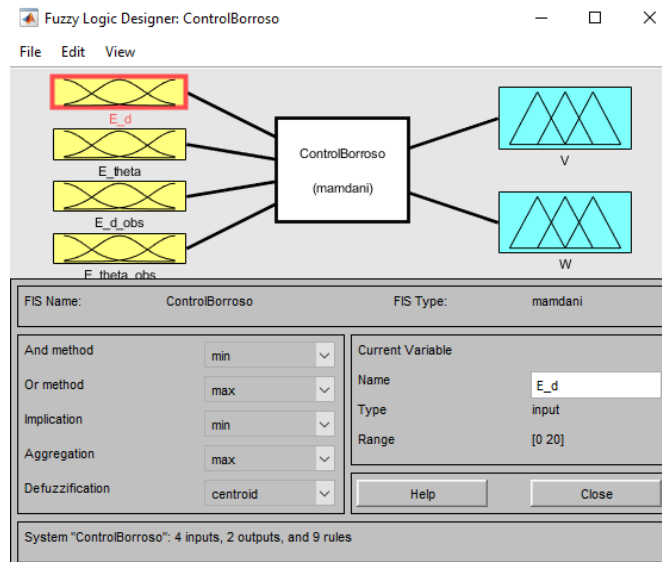 Fuzzy Logic Designer: ControlBorroso
File Edit View
E_d
E_theta
E_d_obs
E_theta_obs
ControlBorroso
(mamdani)
V
W
FIS Name: ControlBorroso FIS Type: mamdani
And method min
Or method max
Implication min
Aggregation max
Defuzzification centroid
Current Variable
Name E_d
Type input
Range [0 20]
Help Close
System "ControlBorroso": 4 inputs, 2 outputs, and 9 rules